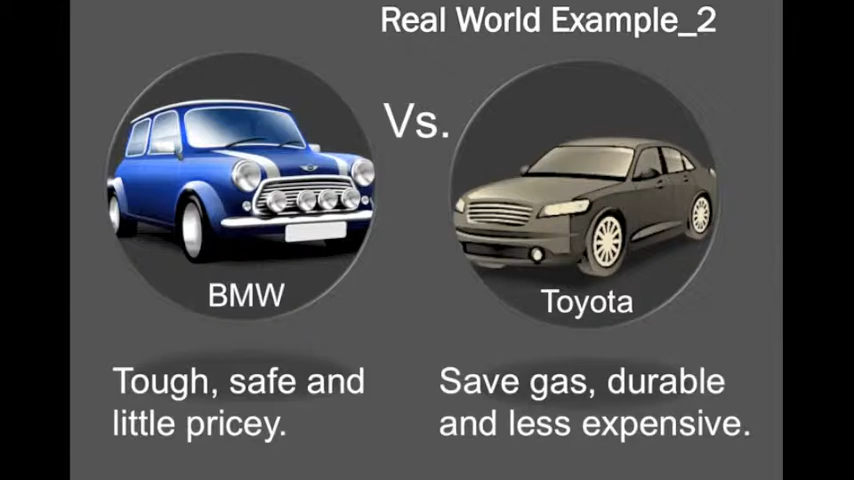 Real World Example_2
Vs.
BMW
Toyota
Tough, safe and
little pricey.
Save gas, durable
and less expensive.